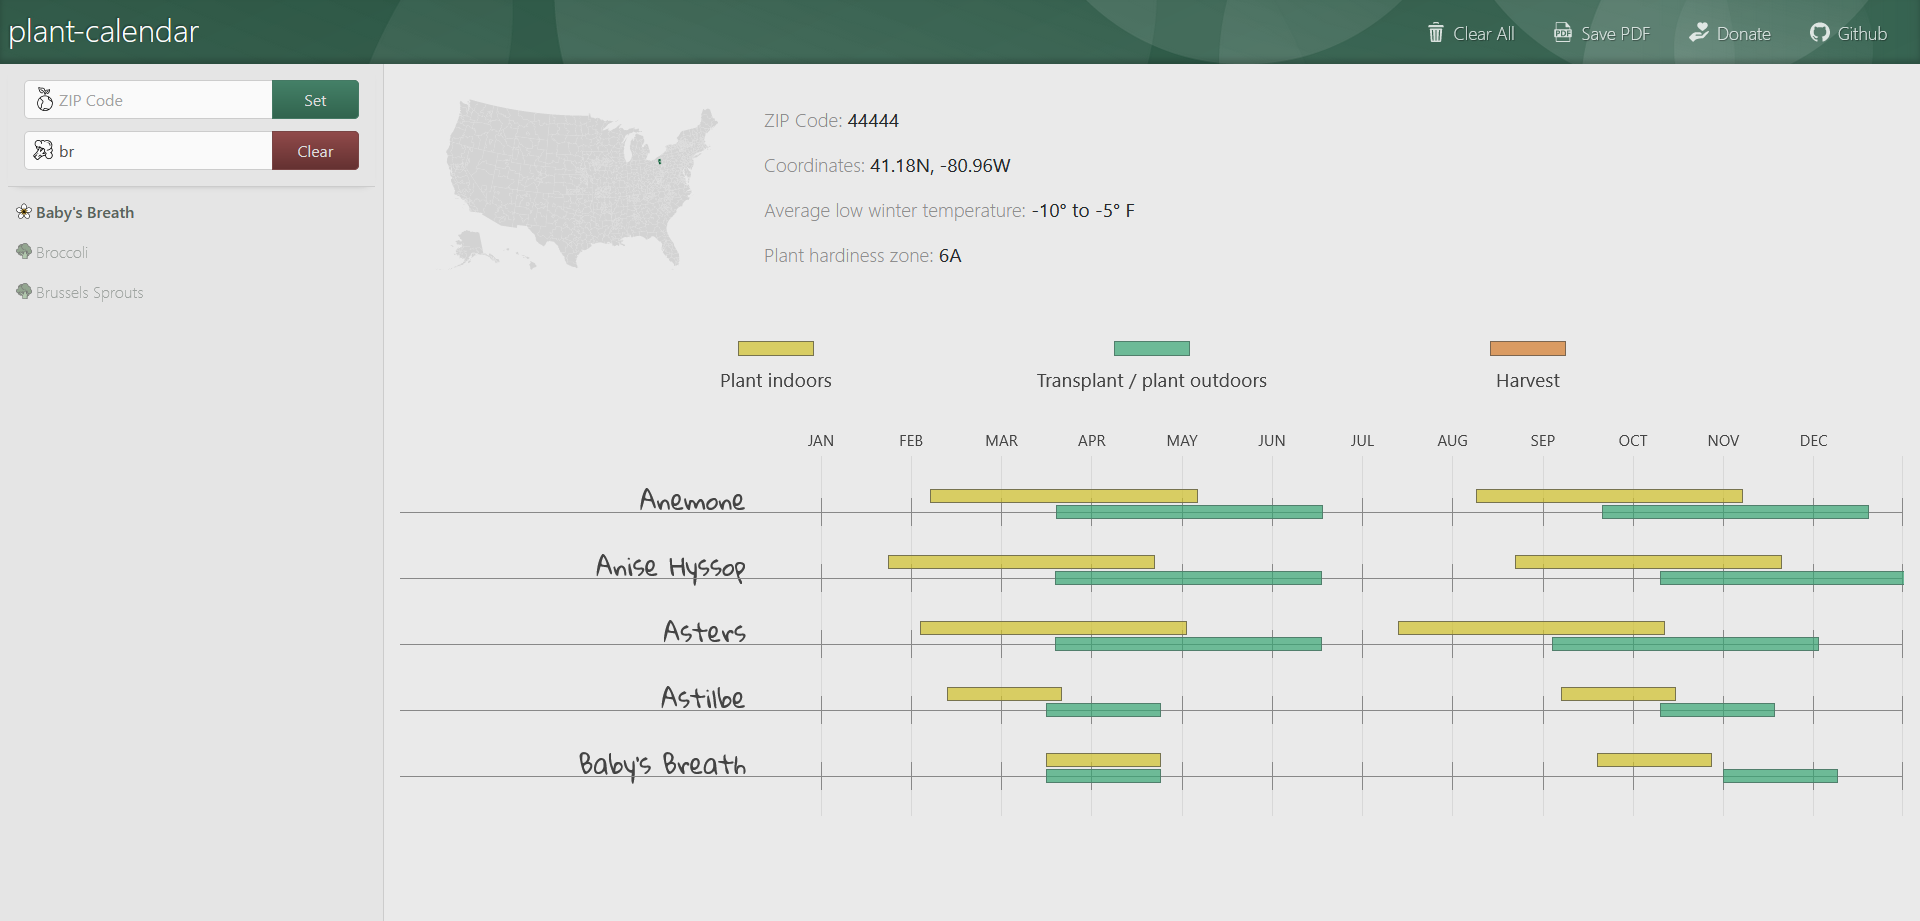 plant-calendar
Clear All
PDF Save PDF
Donate
Github
ZIP Code
Set
br
Clear
Baby's Breath
Broccoli
Brussels Sprouts
ZIP Code: 44444
Coordinates: 41.18N, -80.96W
Average low winter temperature: -10° to -5° F
Plant hardiness zone: 6A
Plant indoors
Transplant / plant outdoors
Harvest
JAN FEB MAR APR MAY JUN JUL AUG SEP OCT NOV DEC
Anemone
Anise Hyssop
Asters
Astilbe
Baby's Breath